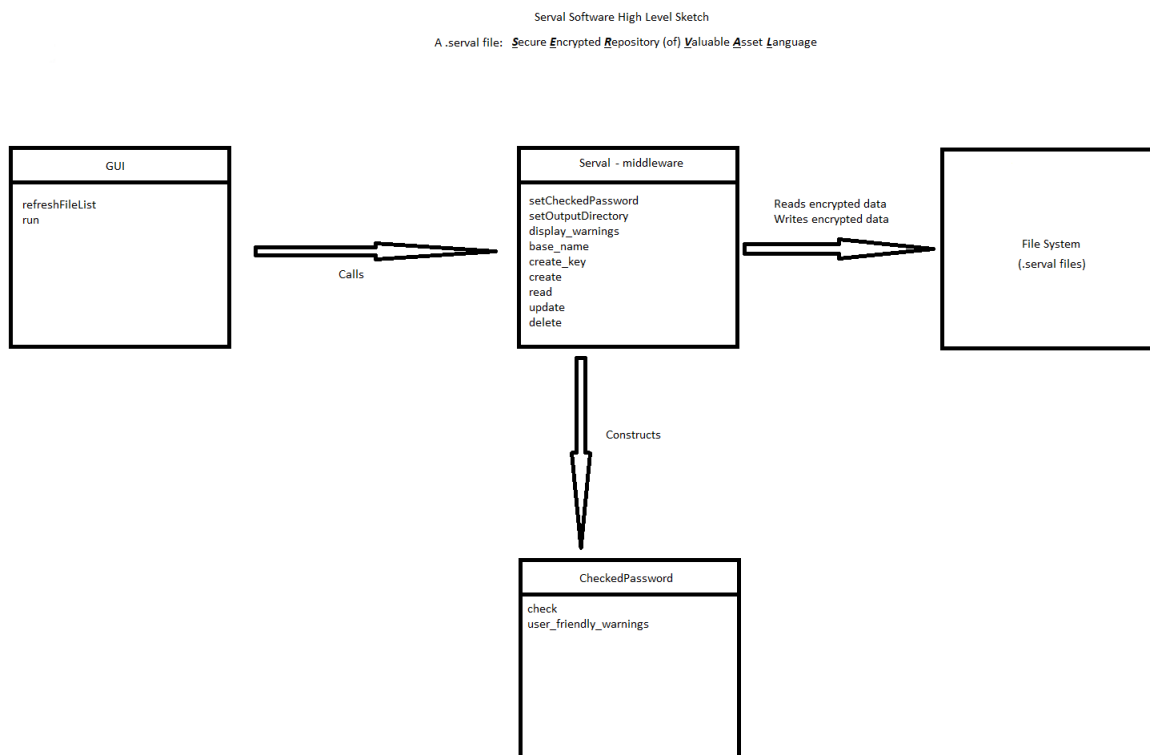 Serval Software High Level Sketch
A .serval file: Secure Encrypted Repository (of) Valuable Asset Language
GUI
refreshFileList
run
Calls
Serval - middleware
setCheckedPassword
setOutputDirectory
display_warnings
base_name
create_key
create
read
update
delete
Reads encrypted data
Writes encrypted data
File System
(.serval files)
Constructs
CheckedPassword
check
user_friendly_warnings